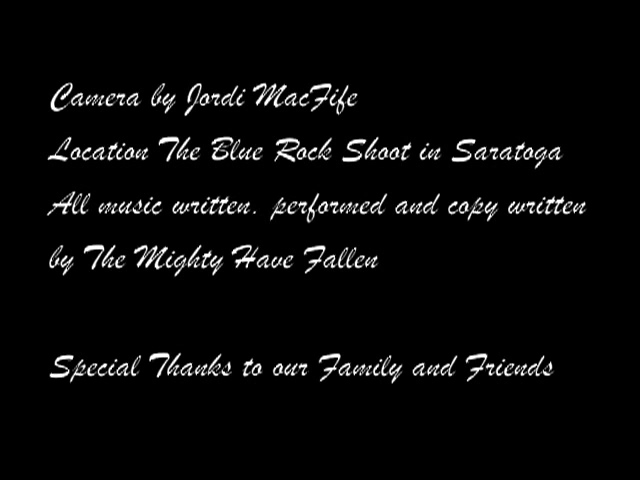 Camera by Jordi MacFife
Location The Blue Rock Shoot in Saratoga
All music written. performed and copy written
by The Mighty Have Fallen
Special Thanks to our Family and Friends